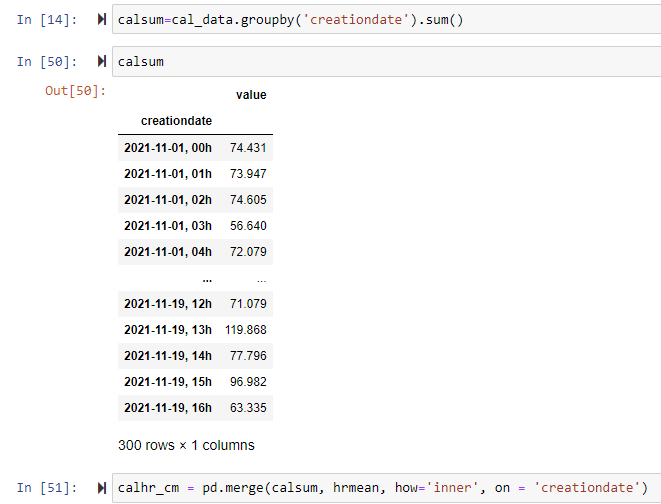 In [14]: calsum=cal_data.groupby('creationdate').sum()
In [50]: calsum
Out[50]:
value
creationdate
2021-11-01, 00h 74.431
2021-11-01, 01h 73.947
2021-11-01, 02h 74.605
2021-11-01, 03h 56.640
2021-11-01, 04h 72.079
... ...
2021-11-19, 12h 71.079
2021-11-19, 13h 119.868
2021-11-19, 14h 77.796
2021-11-19, 15h 96.982
2021-11-19, 16h 63.335
300 rows × 1 columns
In [51]: calhr_cm = pd.merge(calsum, hrmean, how='inner', on = 'creationdate')